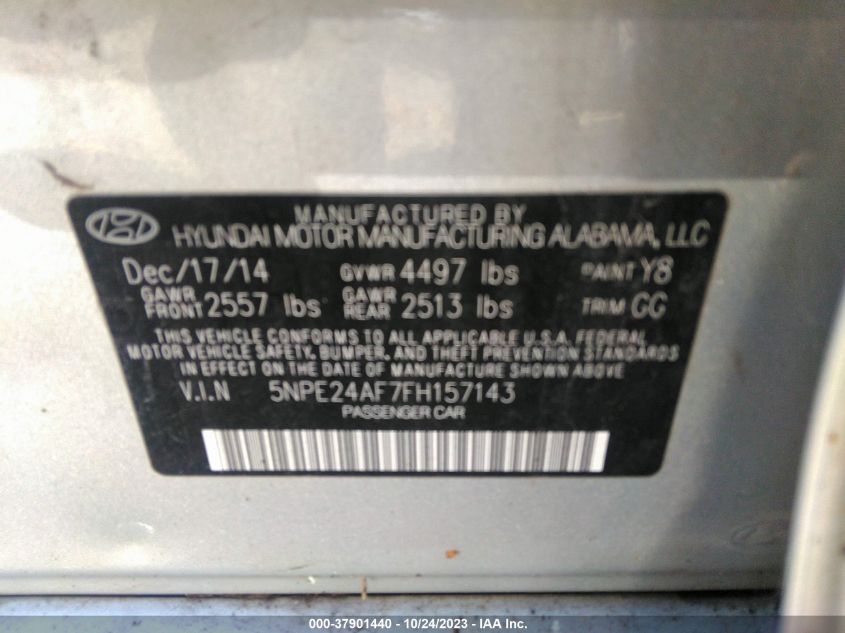 MANUFACTURED BY
HYUNDAI MOTOR MANUFACTURING ALABAMA, LLC
Dec/17/14 GVWR 4497 lbs PAINT Y8
GAWR FRONT 2557 lbs GAWR REAR 2513 lbs TRIM GG
THIS VEHICLE CONFORMS TO ALL APPLICABLE U.S.A. FEDERAL
MOTOR VEHICLE SAFETY, BUMPER, AND THEFT PREVENTION STANDARDS
IN EFFECT ON THE DATE OF MANUFACTURE SHOWN ABOVE.
V.I.N 5NPE24AF7FH157143
PASSENGER CAR
000-37901440 - 10/24/2023 - IAA Inc.